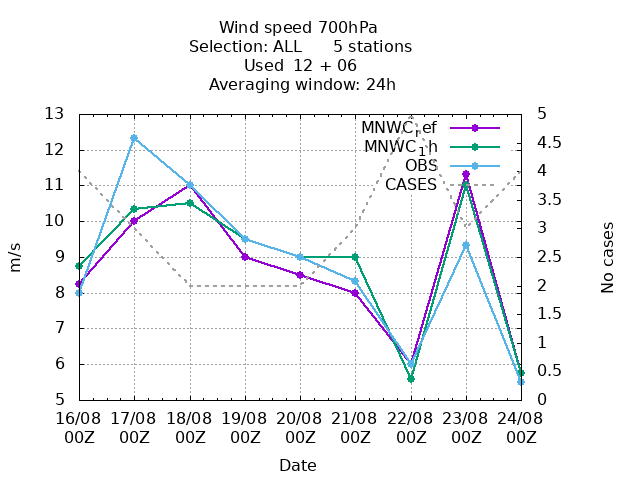 Wind speed 700hPa
Selection: ALL 5 stations
Used 12 + 06
Averaging window: 24h
MNWC_ref
MNWC_1h
OBS
CASES
13
12
11
10
9
8
7
6
5
5
4.5
4
3.5
3
2.5
2
1.5
1
0.5
0
m/s
No cases
16/08 17/08 18/08 19/08 20/08 21/08 22/08 23/08 24/08
00Z 00Z 00Z 00Z 00Z 00Z 00Z 00Z 00Z
Date